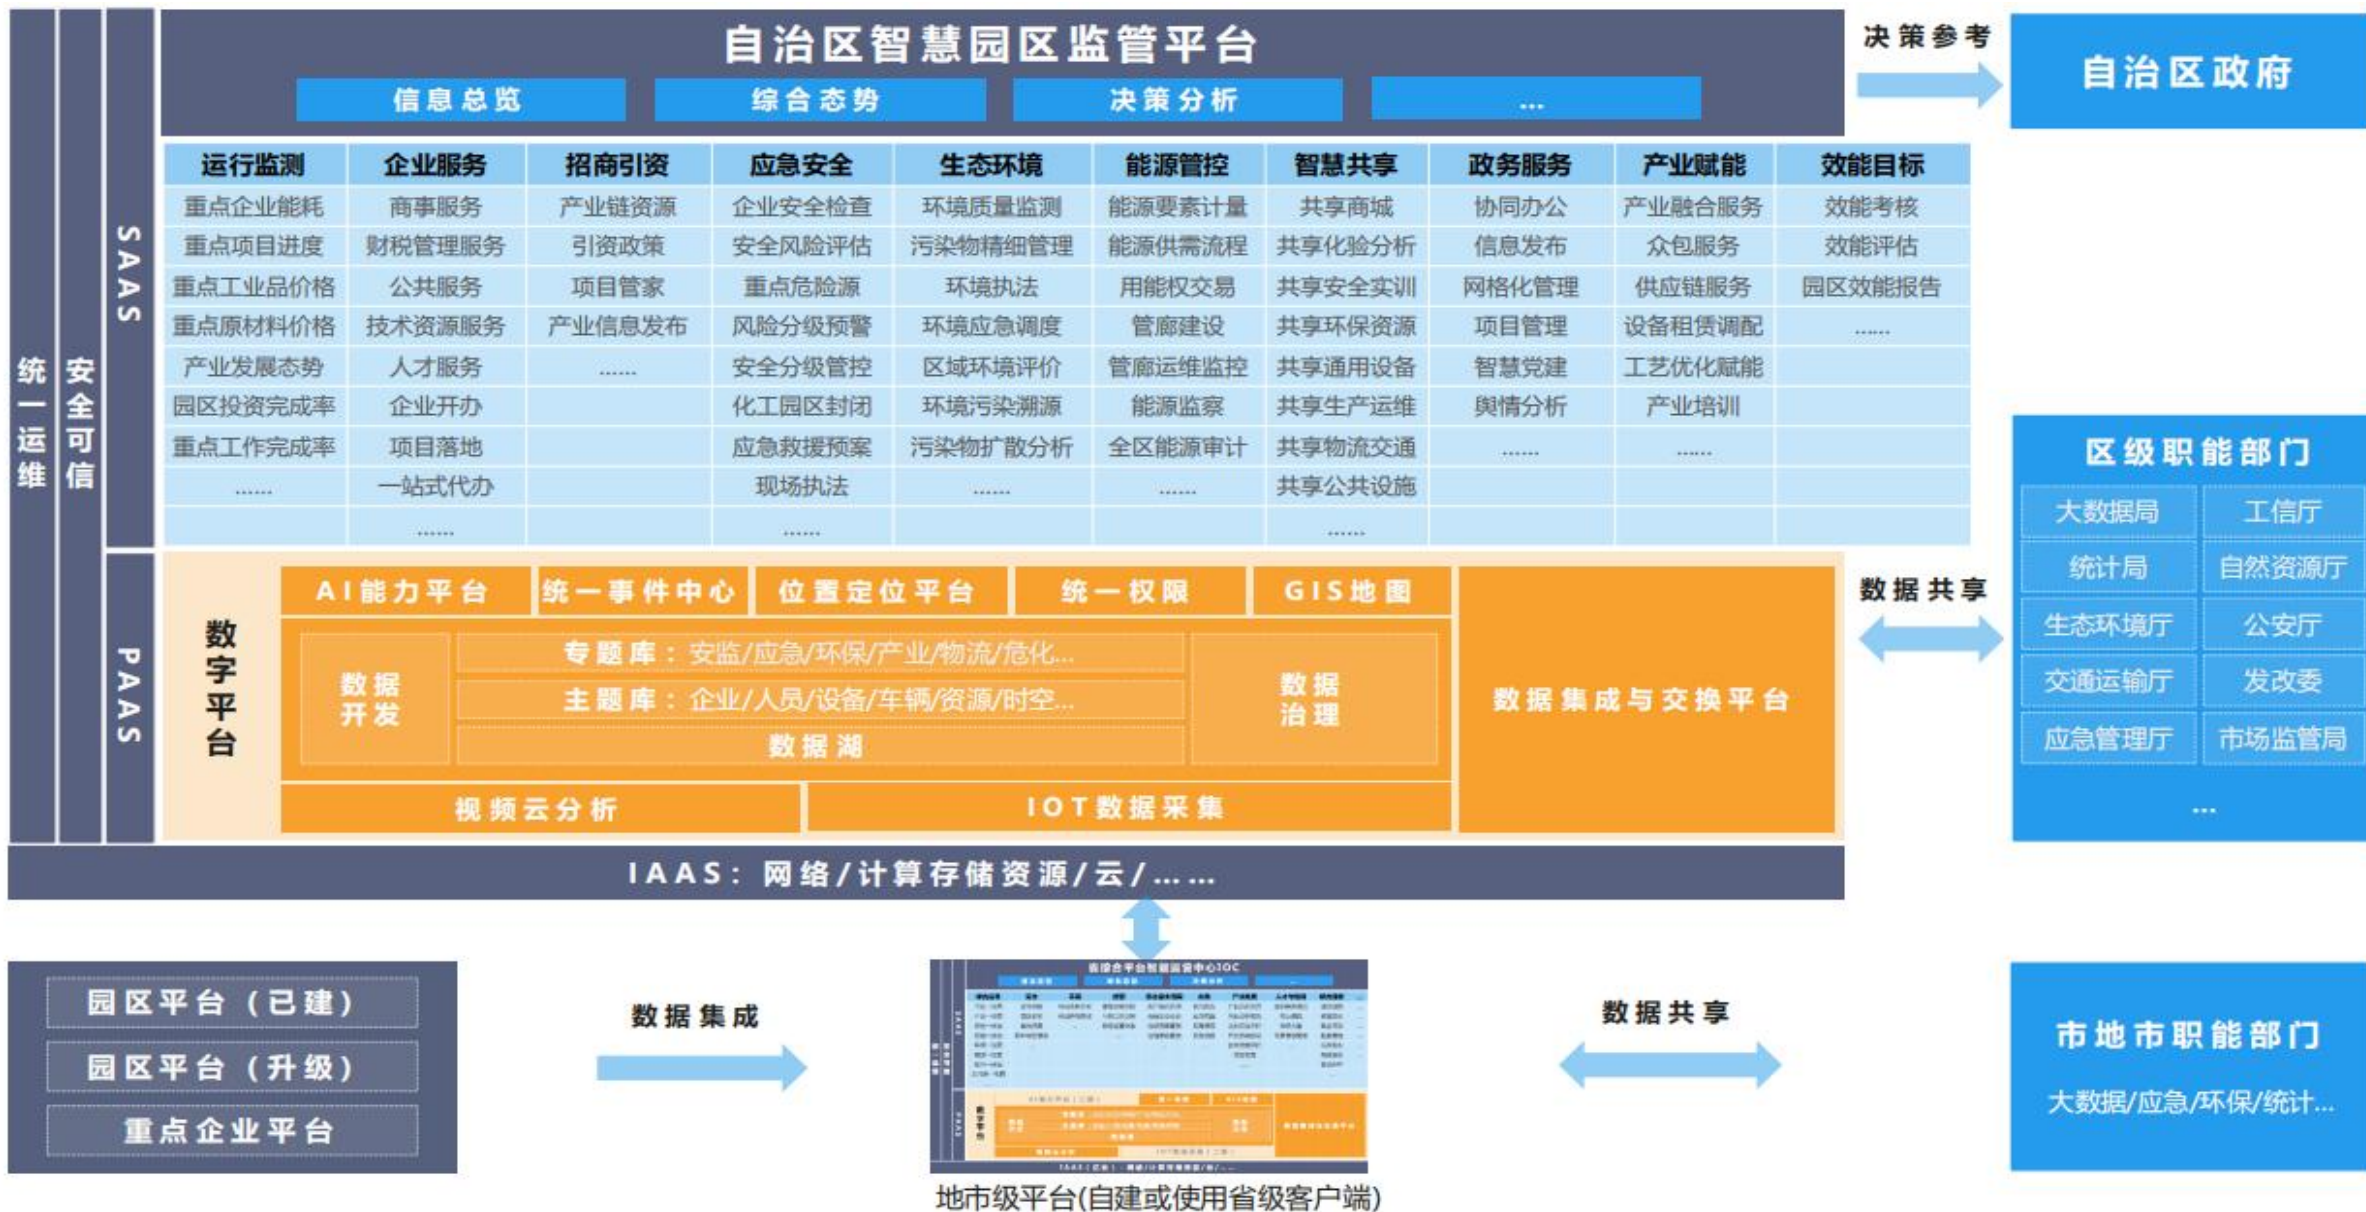 自治区智慧园区监管平台
信息总览 综合态势 决策分析 ...
决策参考
自治区政府
统一运维
安全可信
SAAS
运行监测 企业服务 招商引资 应急安全 生态环境 能源管控 智慧共享 政务服务 产业赋能 效能目标
重点企业能耗 商事服务 产业链资源 企业安全检查 环境质量监测 能源要素计量 共享商城 协同办公 产业融合服务 效能考核
重点项目进度 财税管理服务 引资政策 安全风险评估 污染物精细管理 能源供需流程 共享化验分析 信息发布 众包服务 效能评估
重点工业品价格 公共服务 项目管家 重点危险源 环境执法 用能权交易 共享安全实训 网格化管理 供应链服务 园区效能报告
重点原材料价格 技术资源服务 产业信息发布 风险分级预警 环境应急调度 管廊建设 共享环保资源 项目管理 设备租赁调配 ......
产业发展态势 人才服务 ...... 安全分级管控 区域环境评价 管廊运维监控 共享通用设备 智慧党建 工艺优化赋能
园区投资完成率 企业开办 化工园区封闭 环境污染溯源 能源监察 共享生产运维 舆情分析 产业培训
重点工作完成率 项目落地 应急救援预案 污染物扩散分析 全区能源审计 共享物流交通 ...... ......
...... 一站式代办 现场执法 ...... ...... 共享公共设施
...... ...... ......
PAAS
数字平台
AI能力平台 统一事件中心 位置定位平台 统一权限 GIS地图
数据开发
专题库：安监/应急/环保/产业/物流/危化...
主题库：企业/人员/设备/车辆/资源/时空...
数据湖
数据治理
视频云分析 IOT数据采集
数据集成与交换平台
数据共享
区级职能部门
大数据局 工信厅
统计局 自然资源厅
生态环境厅 公安厅
交通运输厅 发改委
应急管理厅 市场监管局
...
IAAS：网络/计算存储资源/云/……
园区平台（已建）
园区平台（升级）
重点企业平台
数据集成
SAAS
PAAS
数字平台
地市级平台(自建或使用省级客户端)
数据共享
市地市职能部门
大数据/应急/环保/统计...